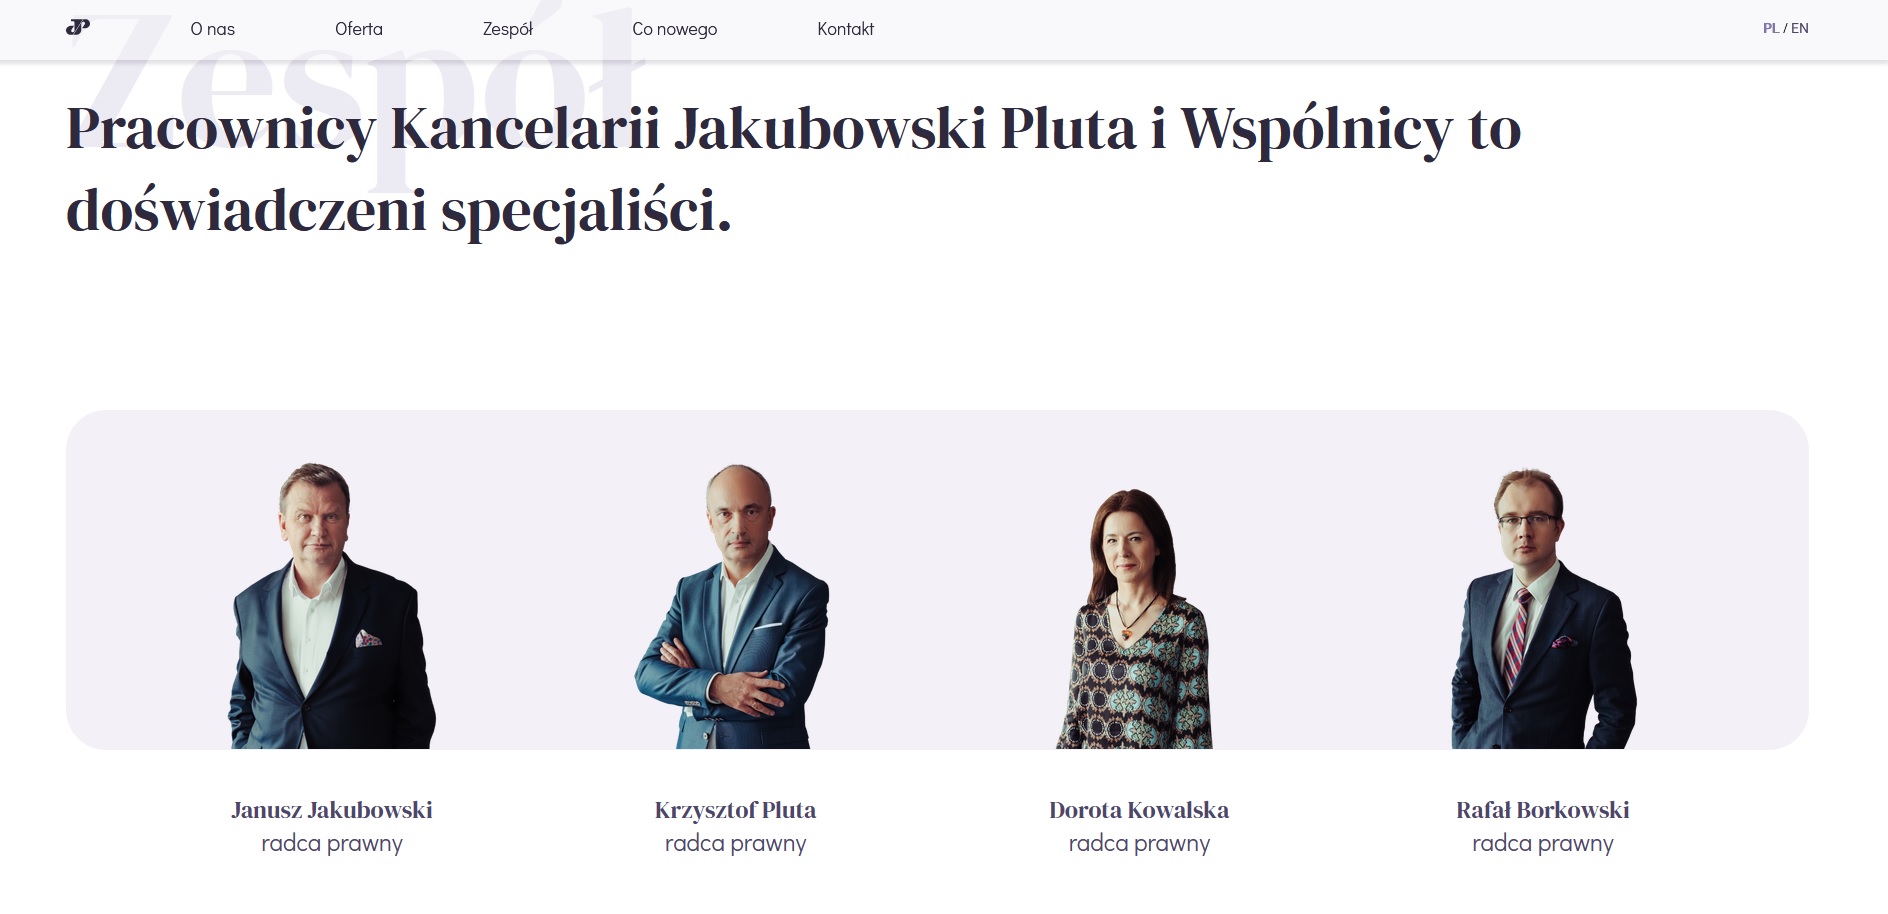 JP
O nas
Oferta
Zespół
Co nowego
Kontakt
PL / EN
Zespół
Pracownicy Kancelarii Jakubowski Pluta i Wspólnicy to
doświadczeni specjaliści.
Janusz Jakubowski
radca prawny
Krzysztof Pluta
radca prawny
Dorota Kowalska
radca prawny
Rafał Borkowski
radca prawny